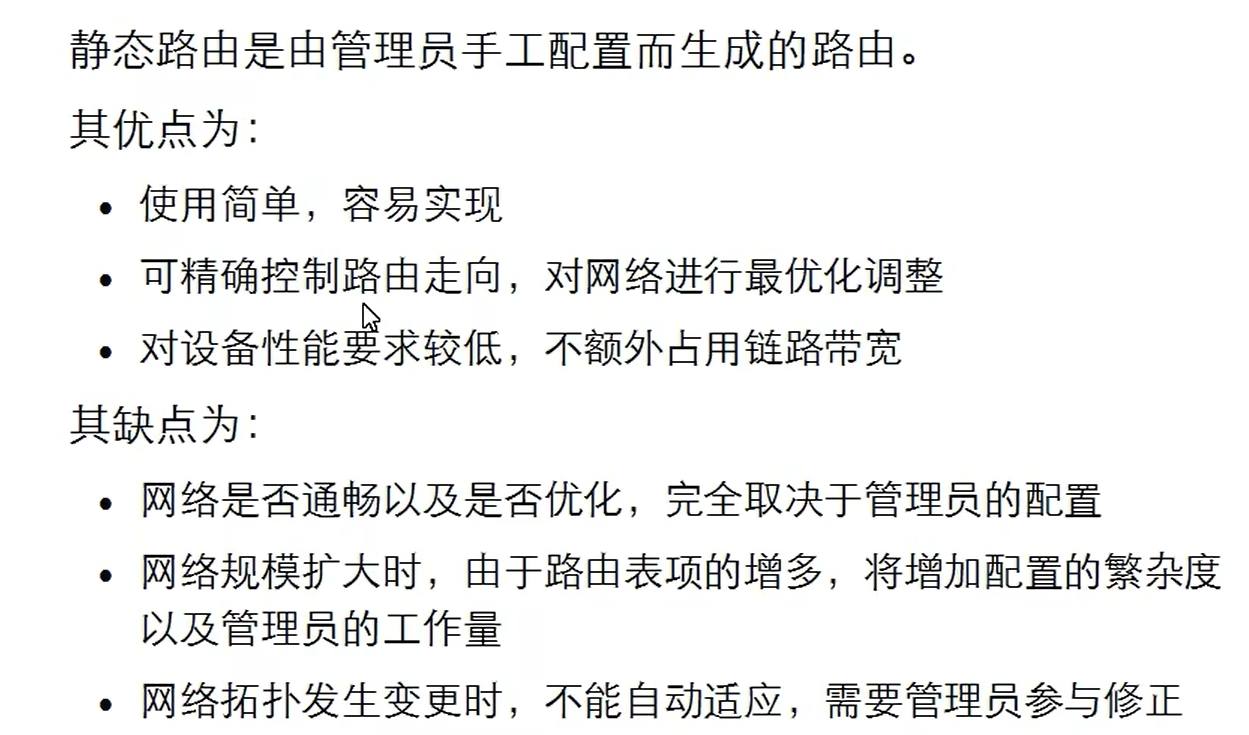 静态路由是由管理员手工配置而生成的路由。
其优点为：
• 使用简单，容易实现
• 可精确控制路由走向，对网络进行最优化调整
• 对设备性能要求较低，不额外占用链路带宽
其缺点为：
• 网络是否通畅以及是否优化，完全取决于管理员的配置
• 网络规模扩大时，由于路由表项的增多，将增加配置的繁杂度
以及管理员的工作量
• 网络拓扑发生变更时，不能自动适应，需要管理员参与修正